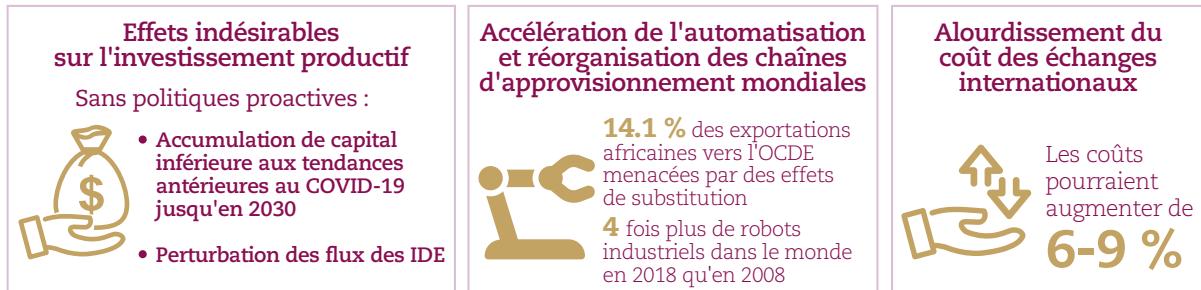 Effets indésirables
sur l'investissement productif
Sans politiques proactives :
$
• Accumulation de capital
inférieure aux tendances
antérieures au COVID-19
jusqu'en 2030
• Perturbation des flux des IDE
Accélération de l'automatisation
et réorganisation des chaînes
d'approvisionnement mondiales
14.1 % des exportations
africaines vers l'OCDE
menacées par des effets
de substitution
4 fois plus de robots
industriels dans le monde
en 2018 qu'en 2008
Alourdissement du
coût des échanges
internationaux
Les coûts
pourraient
augmenter de
6-9 %